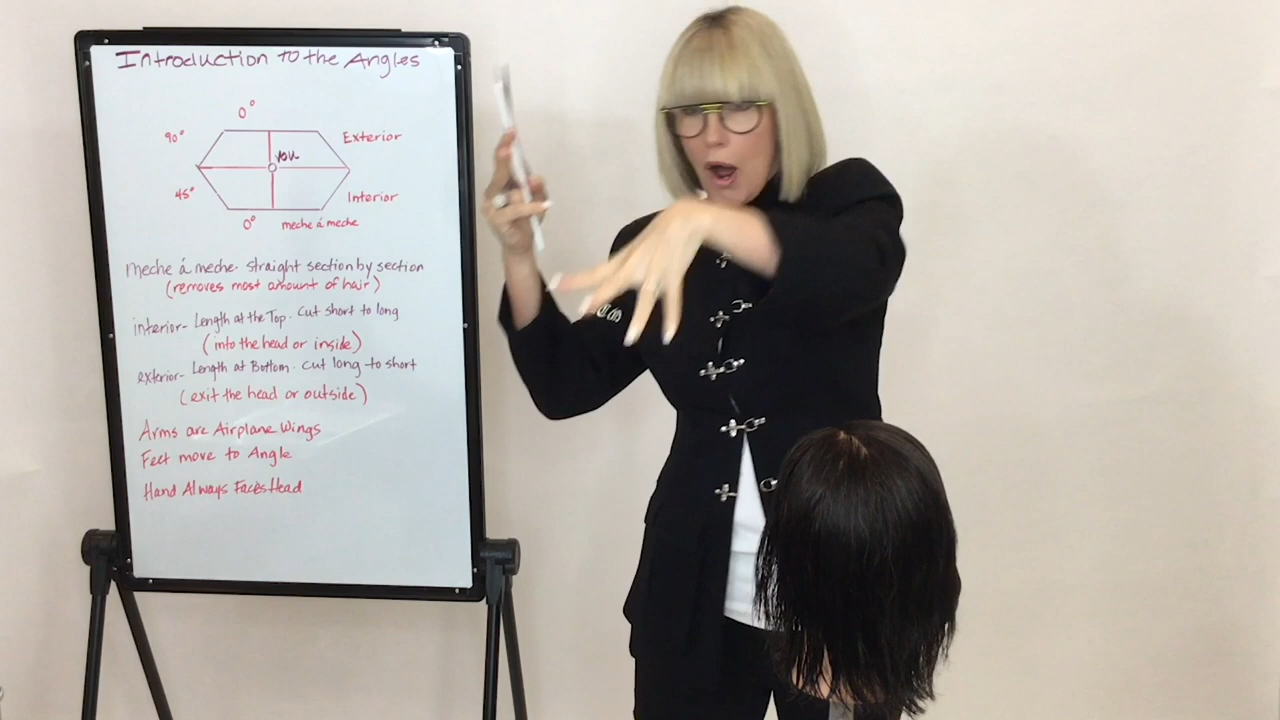 Introduction to the Angles
0°
90°
Exterior
you
45°
Interior
0°
meche á meche
meche á meche- straight section by section
(removes most amount of hair)
interior- Length at the Top. Cut short to long
(into the head or inside)
exterior- Length at Bottom. Cut long to short
(exit the head or outside)
Arms are Airplane Wings
Feet move to Angle
Hand Always Faces Head